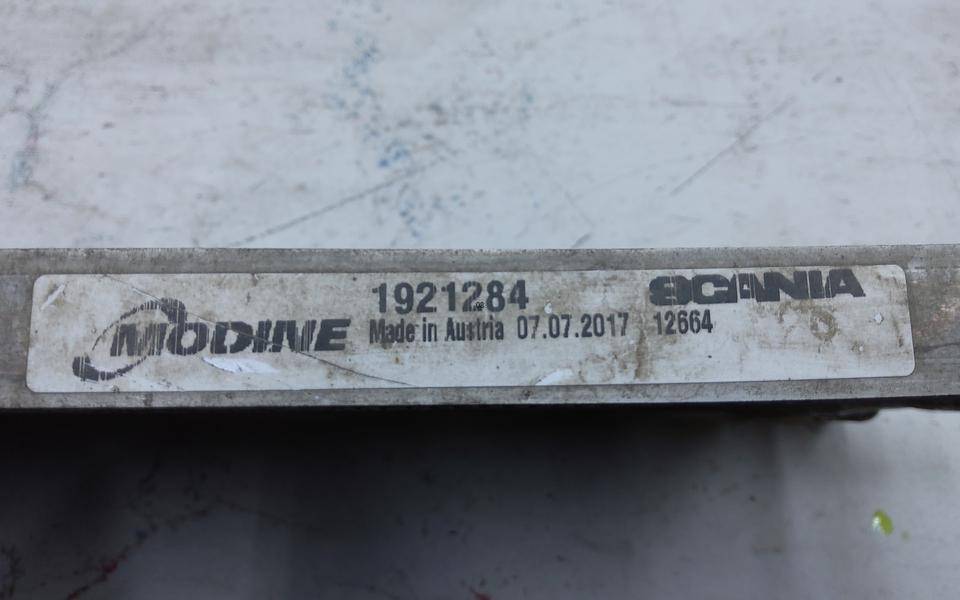 1921284
SCANIA
MODINE
Made in Austria 07.07.2017 12664